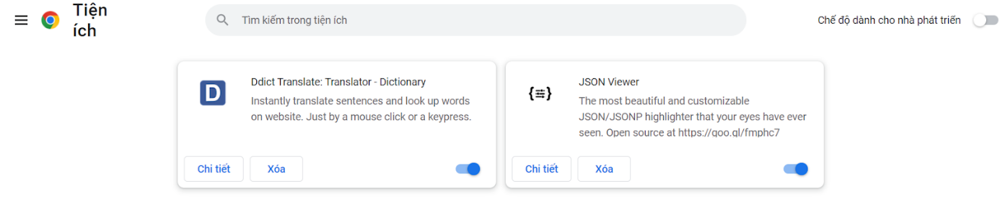 Tiện
ích
Tìm kiếm trong tiện ích
Chế độ dành cho nhà phát triển
D
Ddict Translate: Translator - Dictionary
Instantly translate sentences and look up words
on website. Just by a mouse click or a keypress.
Chi tiết
Xóa
JSON Viewer
The most beautiful and customizable
JSON/JSONP highlighter that your eyes have ever
seen. Open source at https://goo.gl/fmphc7
Chi tiết
Xóa